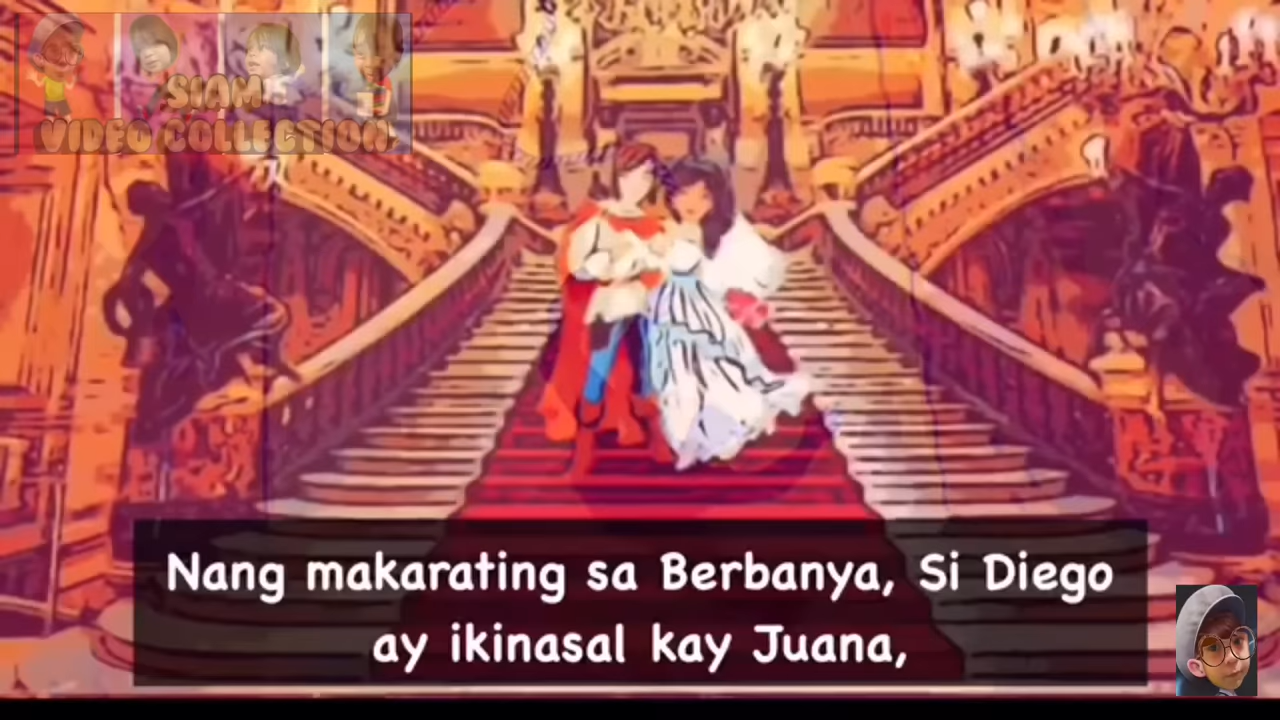 SIAM
VIDEO COLLECTION
Nang makarating sa Berbanya, Si Diego
ay ikinasal kay Juana,